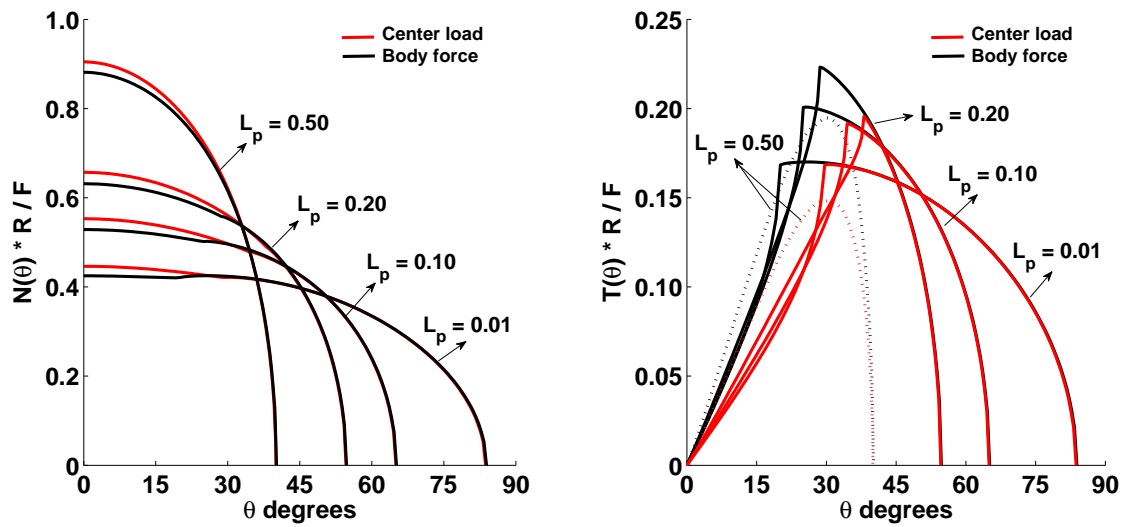 1.0
0.8
0.6
0.4
0.2
0
N(θ) * R / F
0 15 30 45 60 75 90
θ degrees
Center load
Body force
L_p = 0.50
L_p = 0.20
L_p = 0.10
L_p = 0.01
0.25
0.20
0.15
0.10
0.05
0.00
T(θ) * R / F
0 15 30 45 60 75 90
θ degrees
Center load
Body force
L_p = 0.50
L_p = 0.20
L_p = 0.10
L_p = 0.01